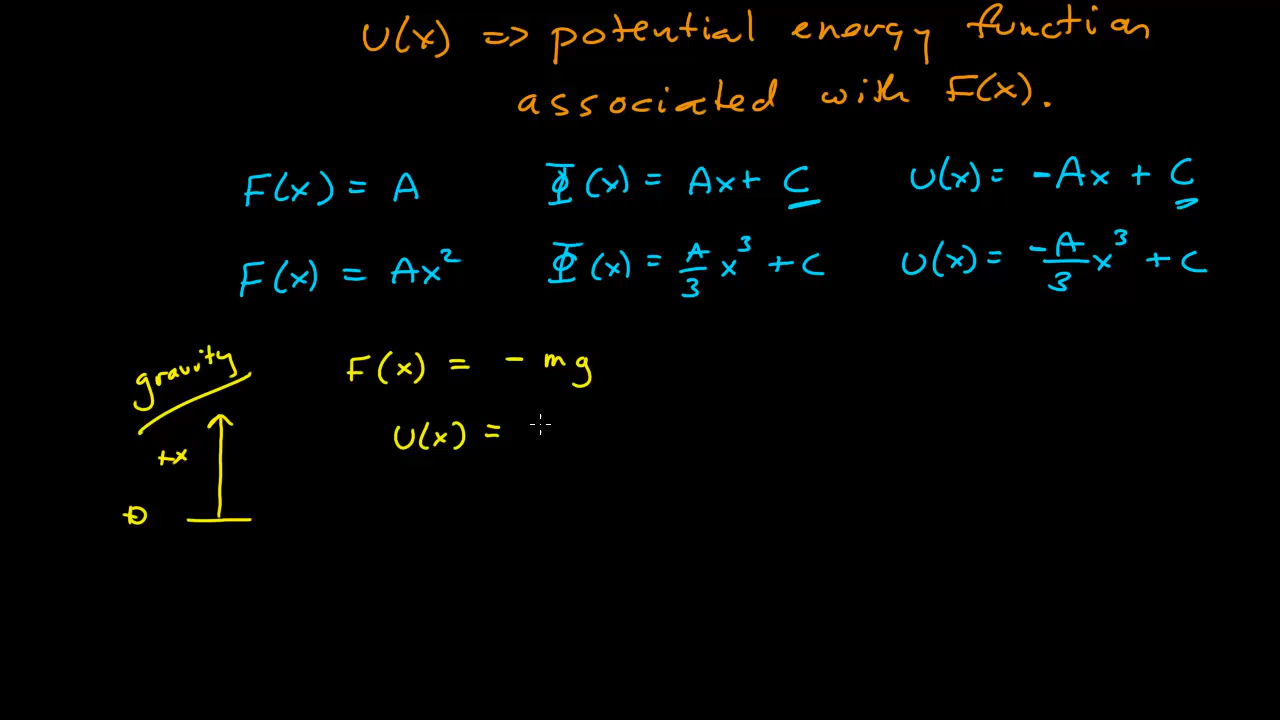 U(x) => potential energy function
associated with F(x).
F(x) = A    Φ(x) = Ax + C    U(x) = -Ax + C
F(x) = Ax²    Φ(x) = A/3 x³ + C    U(x) = -A/3 x³ + C
gravity    F(x) = - mg
U(x) =
+x
0